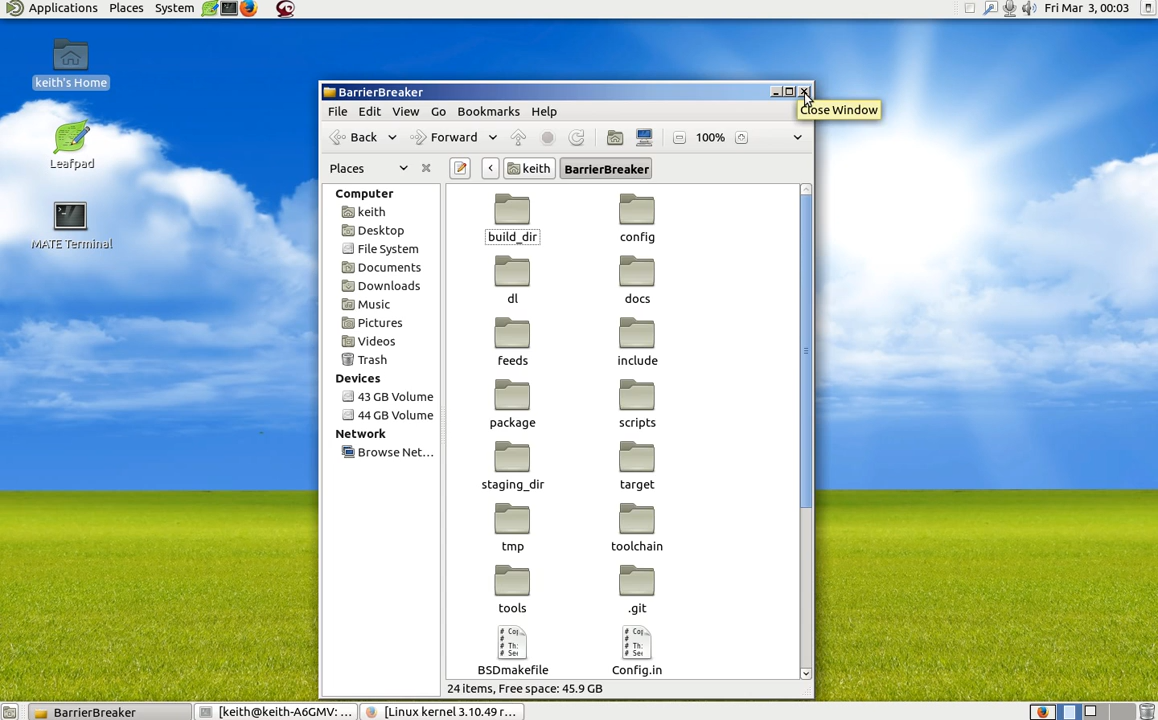 Applications Places System Fri Mar 3, 00:03
keith's Home
Leafpad
MATE Terminal
BarrierBreaker
Close Window
File Edit View Go Bookmarks Help
Back Forward 100%
Places keith BarrierBreaker
Computer
keith
Desktop
File System
Documents
Downloads
Music
Pictures
Videos
Trash
Devices
43 GB Volume
44 GB Volume
Network
Browse Net...
build_dir config
dl docs
feeds include
package scripts
staging_dir target
tmp toolchain
tools .git
BSDmakefile Config.in
24 items, Free space: 45.9 GB
BarrierBreaker [keith@keith-A6GMV: ... [Linux kernel 3.10.49 r...